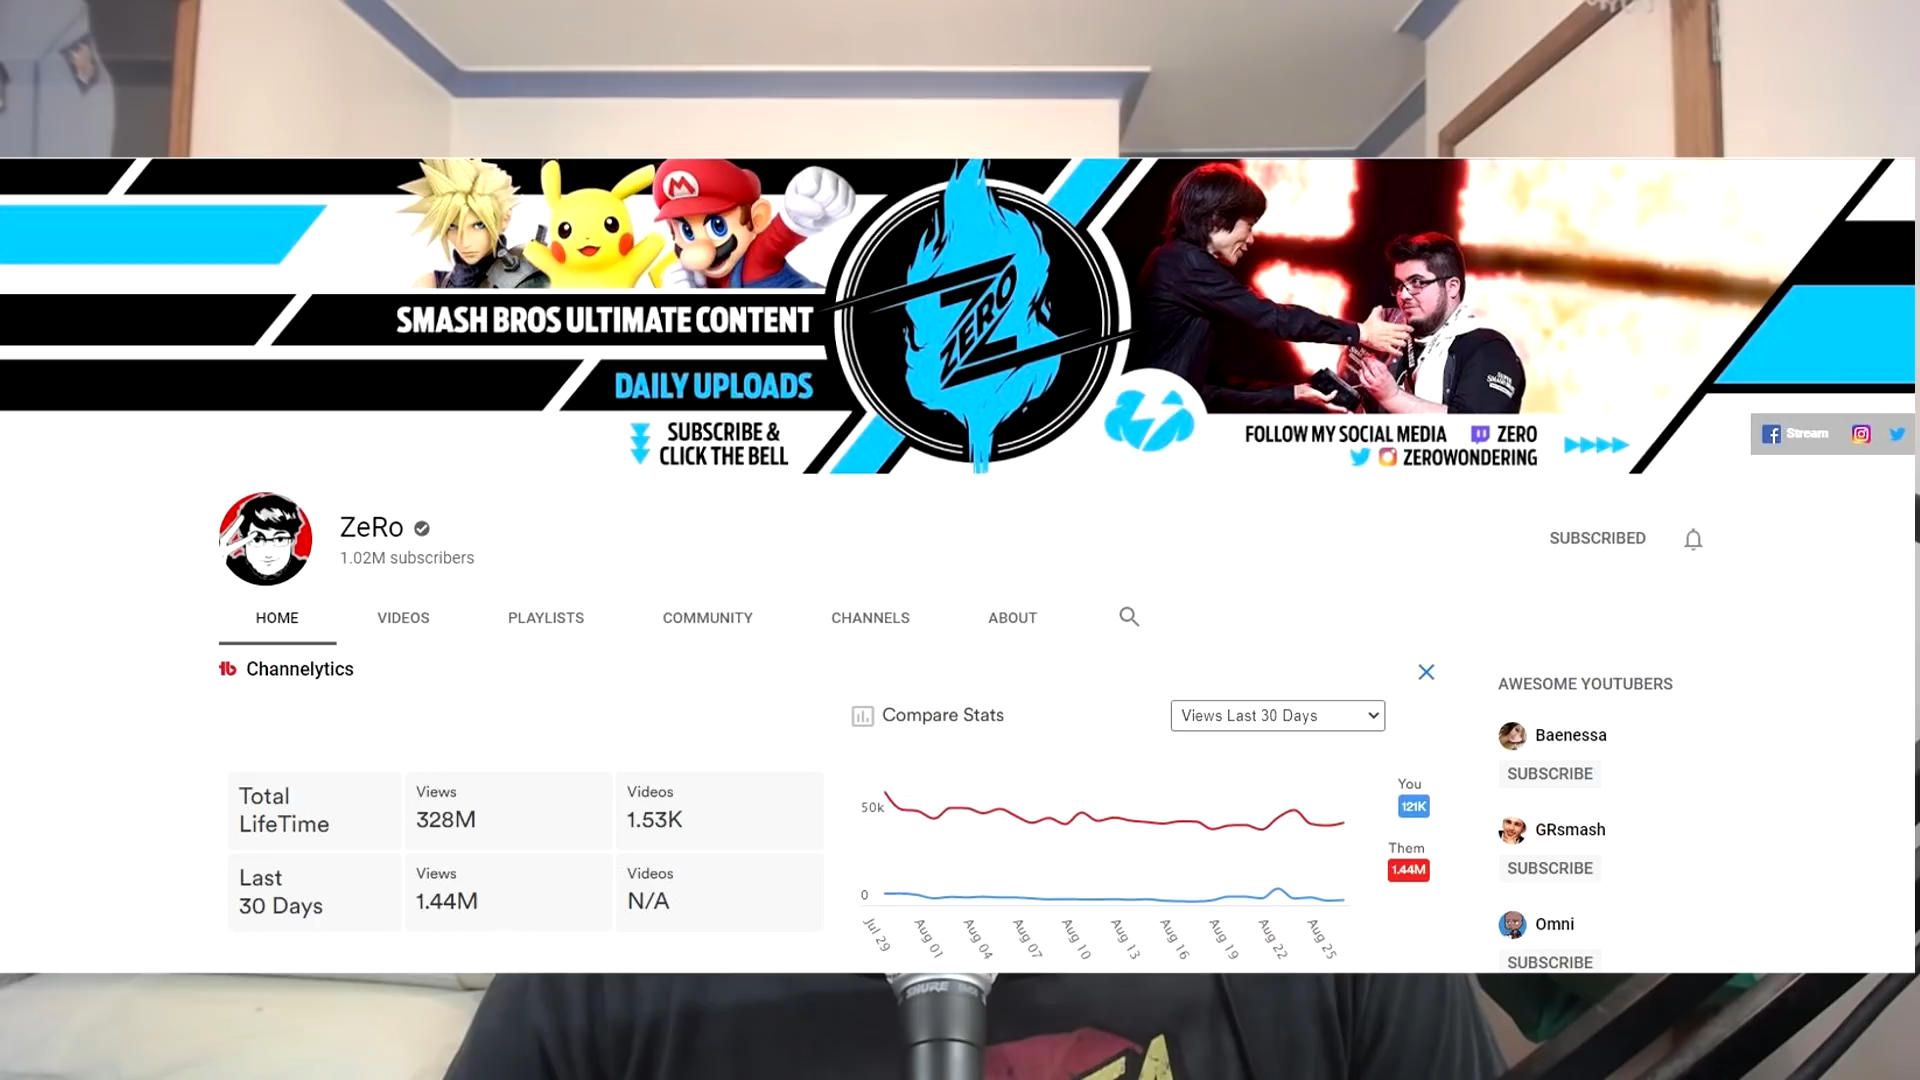 SMASH BROS ULTIMATE CONTENT
DAILY UPLOADS
SUBSCRIBE &
CLICK THE BELL
ZERO
FOLLOW MY SOCIAL MEDIA ZERO
ZEROWONDERING
Stream
ZeRo
1.02M subscribers
SUBSCRIBED
HOME VIDEOS PLAYLISTS COMMUNITY CHANNELS ABOUT
tb Channelytics
Compare Stats
Views Last 30 Days
Total
LifeTime
Views
328M
Videos
1.53K
Last
30 Days
Views
1.44M
Videos
N/A
50k
0
Jul 29 Aug 01 Aug 04 Aug 07 Aug 10 Aug 13 Aug 16 Aug 19 Aug 22 Aug 25
You
121K
Them
1.44M
AWESOME YOUTUBERS
Baenessa
SUBSCRIBE
GRsmash
SUBSCRIBE
Omni
SUBSCRIBE
SHURE